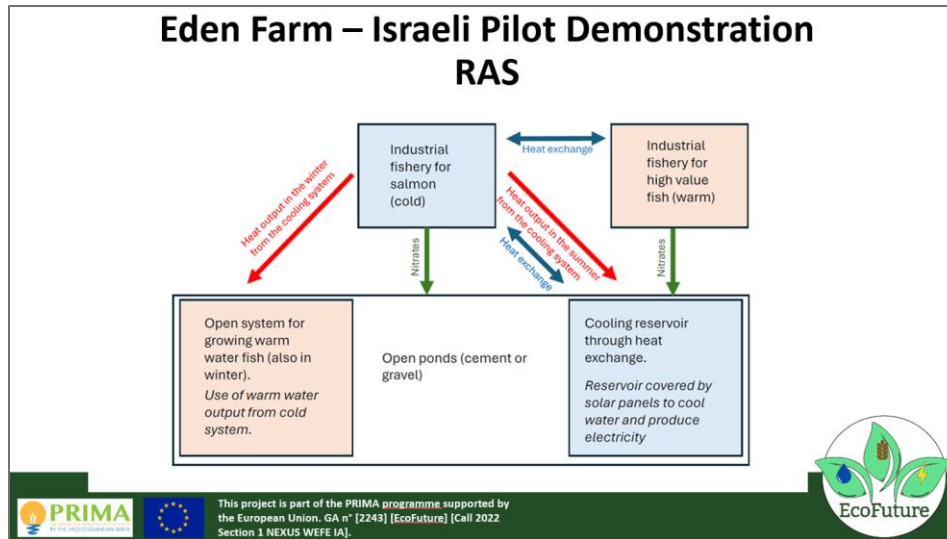 Eden Farm – Israeli Pilot Demonstration
RAS
Industrial
fishery for
salmon
(cold)
Heat exchange
Industrial
fishery for
high value
fish (warm)
Heat output in the winter
from the cooling system
Nitrates
Heat output in the summer
from the cooling system
Heat exchange
Nitrates
Open system for
growing warm
water fish (also in
winter).
Use of warm water
output from cold
system.
Open ponds (cement or
gravel)
Cooling reservoir
through heat
exchange.
Reservoir covered by
solar panels to cool
water and produce
electricity
PRIMA
IN THE MEDITERRANEAN AREA
This project is part of the PRIMA programme supported by
the European Union. GA n° [2243] [EcoFuture] [Call 2022
Section 1 NEXUS WEFE IA].
EcoFuture